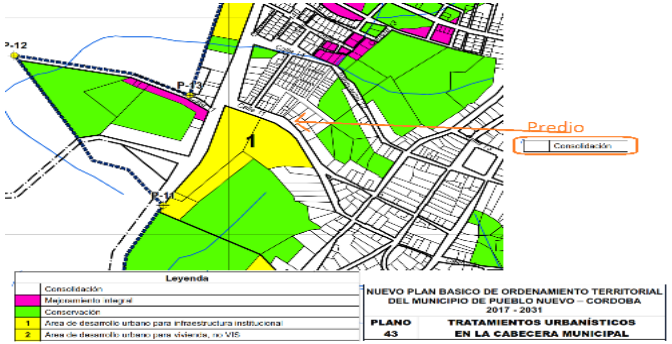 P-12
P-13
Calle
Calle
1
P-11
Predio
Consolidación
Leyenda
Consolidación
Mejoramiento integral
Conservación
1 Area de desarrollo urbano para infraestructura institucional
2 Area de desarrollo urbano para vivienda, no VIS
NUEVO PLAN BASICO DE ORDENAMIENTO TERRITORIAL
DEL MUNICIPIO DE PUEBLO NUEVO – CORDOBA
2017 - 2031
PLANO TRATAMIENTOS URBANÍSTICOS
43 EN LA CABECERA MUNICIPAL